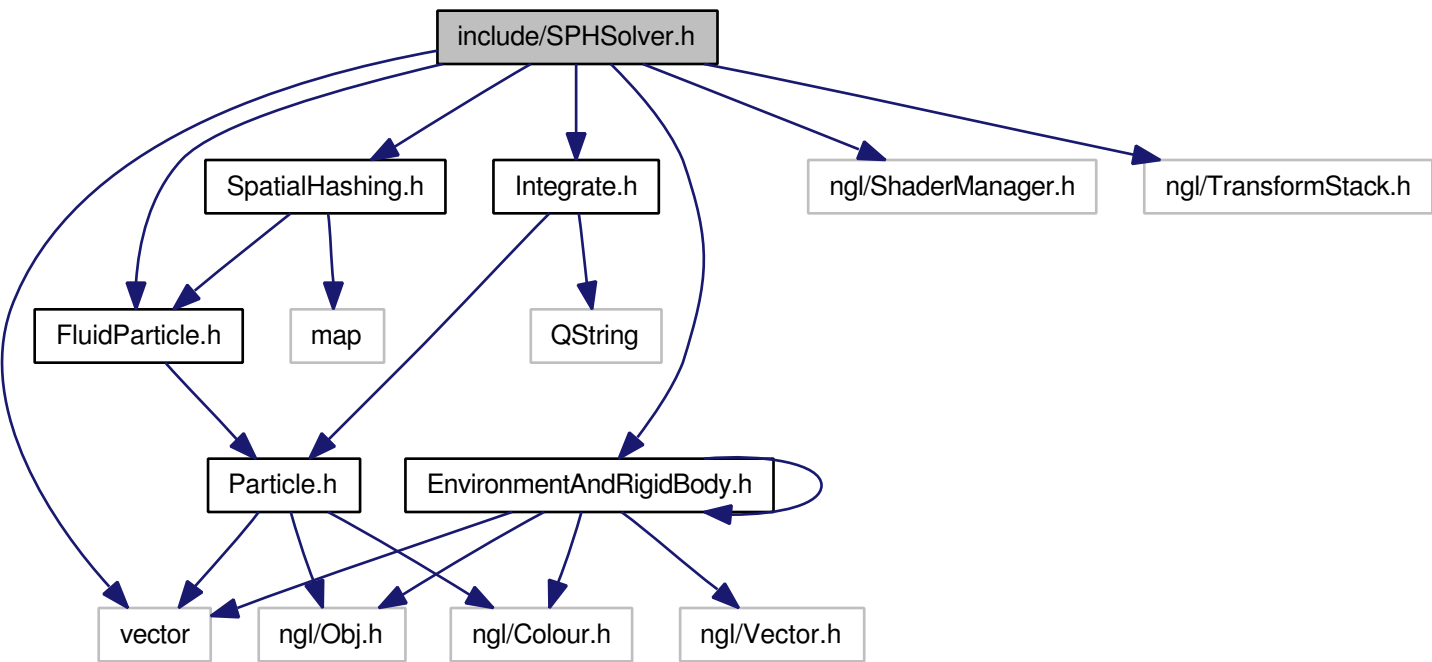 include/SPHSolver.h
SpatialHashing.h
Integrate.h
ngl/ShaderManager.h
ngl/TransformStack.h
FluidParticle.h
map
QString
Particle.h
EnvironmentAndRigidBody.h
vector
ngl/Obj.h
ngl/Colour.h
ngl/Vector.h